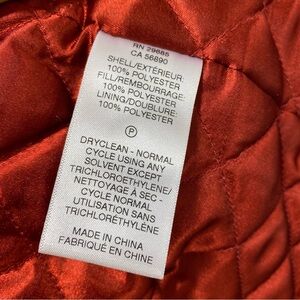 RN 29685
CA 56890
SHELL/EXTÉRIEUR:
100% POLYESTER
FILL/REMBOURRAGE:
100% POLYESTER
LINING/DOUBLURE:
100% POLYESTER
P
DRYCLEAN - NORMAL
CYCLE USING ANY
SOLVENT EXCEPT
TRICHLOROETHYLENE/
NETTOYAGE À SEC -
CYCLE NORMAL
UTILISATION SANS
TRICHLORÉTHYLÈNE
MADE IN CHINA
FABRIQUÉ EN CHINE